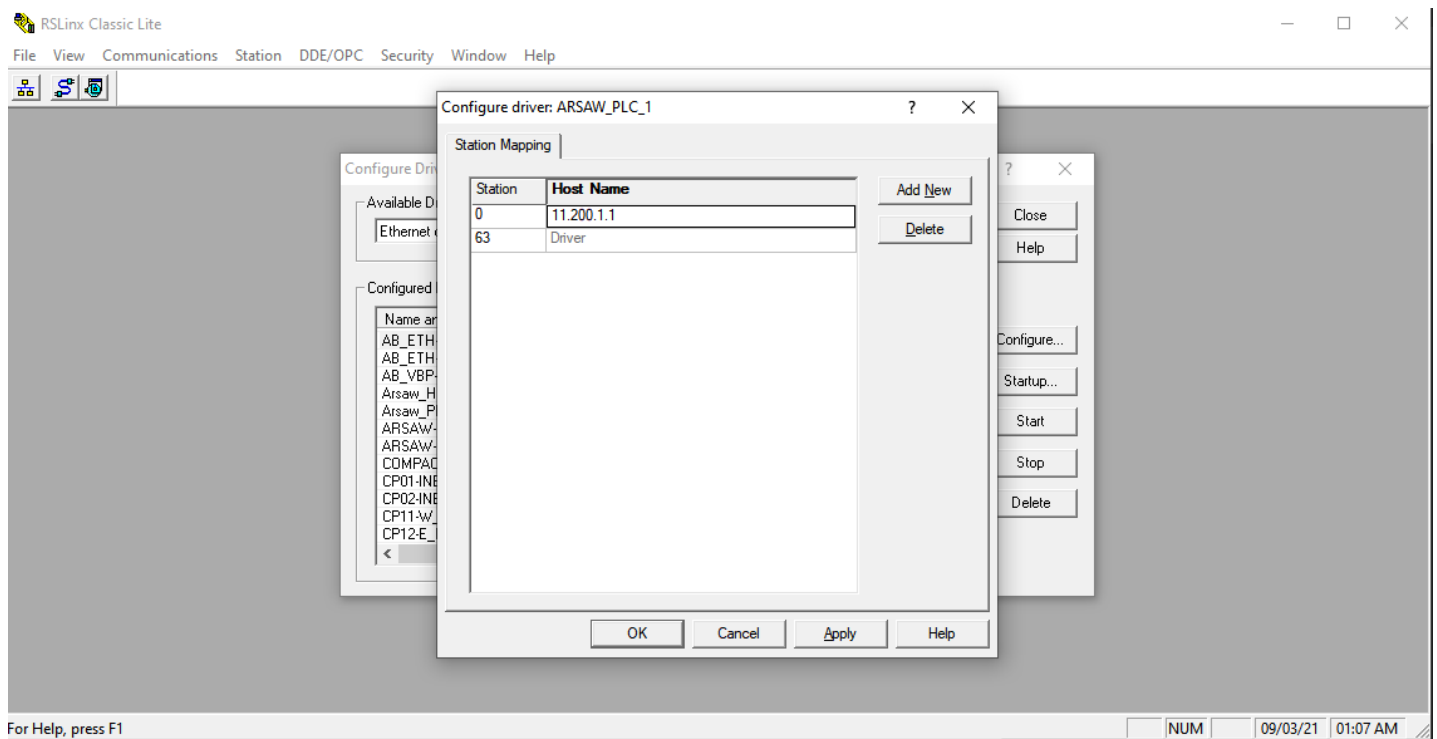 RSLinx Classic Lite
File View Communications Station DDE/OPC Security Window Help
Configure driver: ARSAW_PLC_1 ?
Station Mapping
Station Host Name
0 11.200.1.1
63 Driver
Add New
Delete
OK Cancel Apply Help
Configure ?
Available
Ethernet
Configured
Name
AB_ETH-
AB_ETH-
AB_VBP-
Arsaw_H
Arsaw_P
ARSAW-
ARSAW-
COMPAC
CP01-INE
CP02-INE
CP11-W_
CP12-E_
Close
Help
Configure...
Startup...
Start
Stop
Delete
For Help, press F1 NUM 09/03/21 01:07 AM